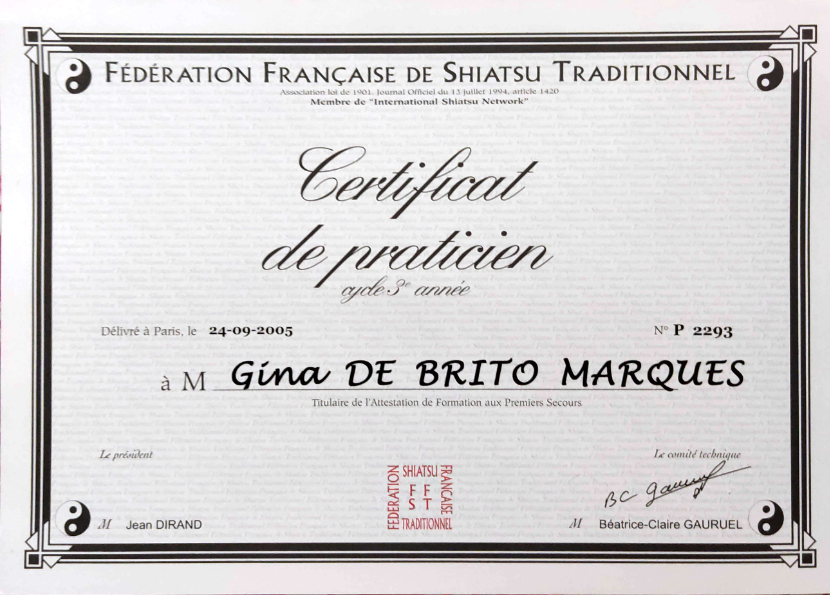 FÉDÉRATION FRANÇAISE DE SHIATSU TRADITIONNEL
Association loi de 1901. Journal Officiel du 13 juillet 1994, article 1420
Membre de "International Shiatsu Network"
Certificat
de praticien
cycle 3e année
Délivré à Paris, le 24-09-2005 N° P 2293
à M Gina DE BRITO MARQUES
Titulaire de l'Attestation de Formation aux Premiers Secours
Le président Le comité technique
FÉDÉRATION SHIATSU FRANÇAISE
F F
S T
TRADITIONNEL
BC Gauruel
M Jean DIRAND M Béatrice-Claire GAURUEL